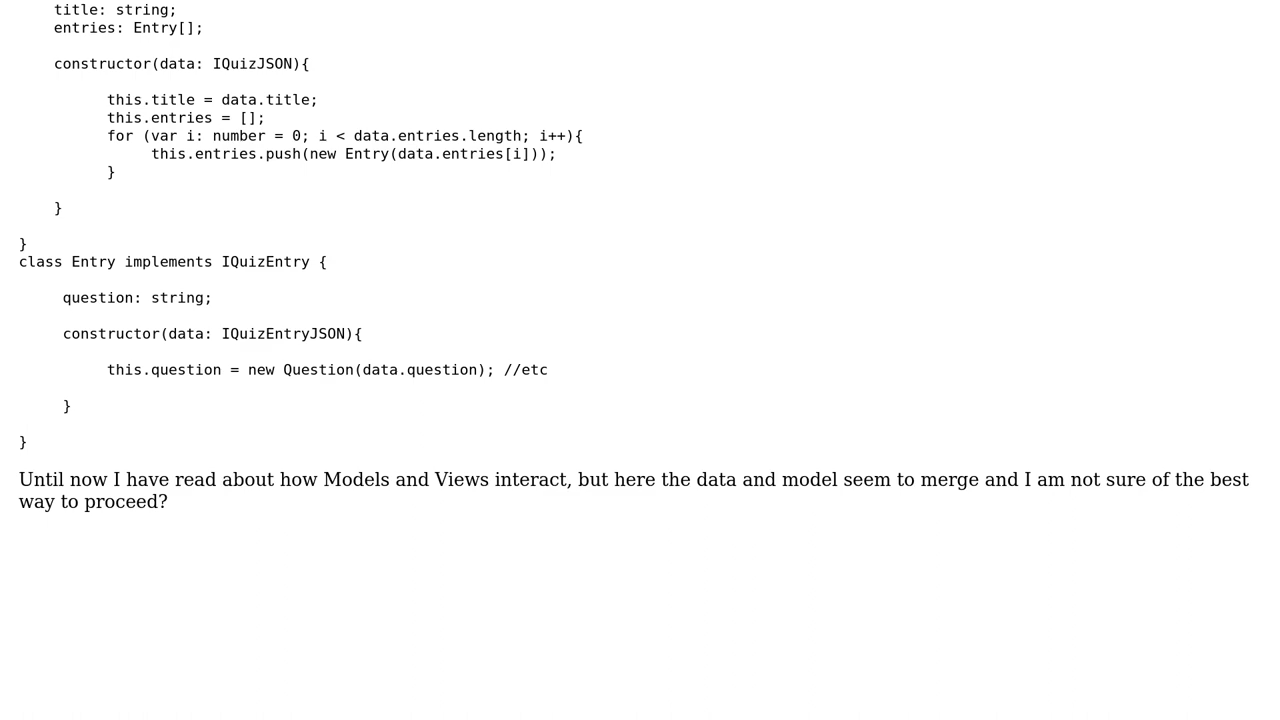 title: string;
entries: Entry[];
constructor(data: IQuizJSON){
this.title = data.title;
this.entries = [];
for (var i: number = 0; i < data.entries.length; i++){
this.entries.push(new Entry(data.entries[i]));
}
}
}
class Entry implements IQuizEntry {
question: string;
constructor(data: IQuizEntryJSON){
this.question = new Question(data.question); //etc
}
}
Until now I have read about how Models and Views interact, but here the data and model seem to merge and I am not sure of the best
way to proceed?